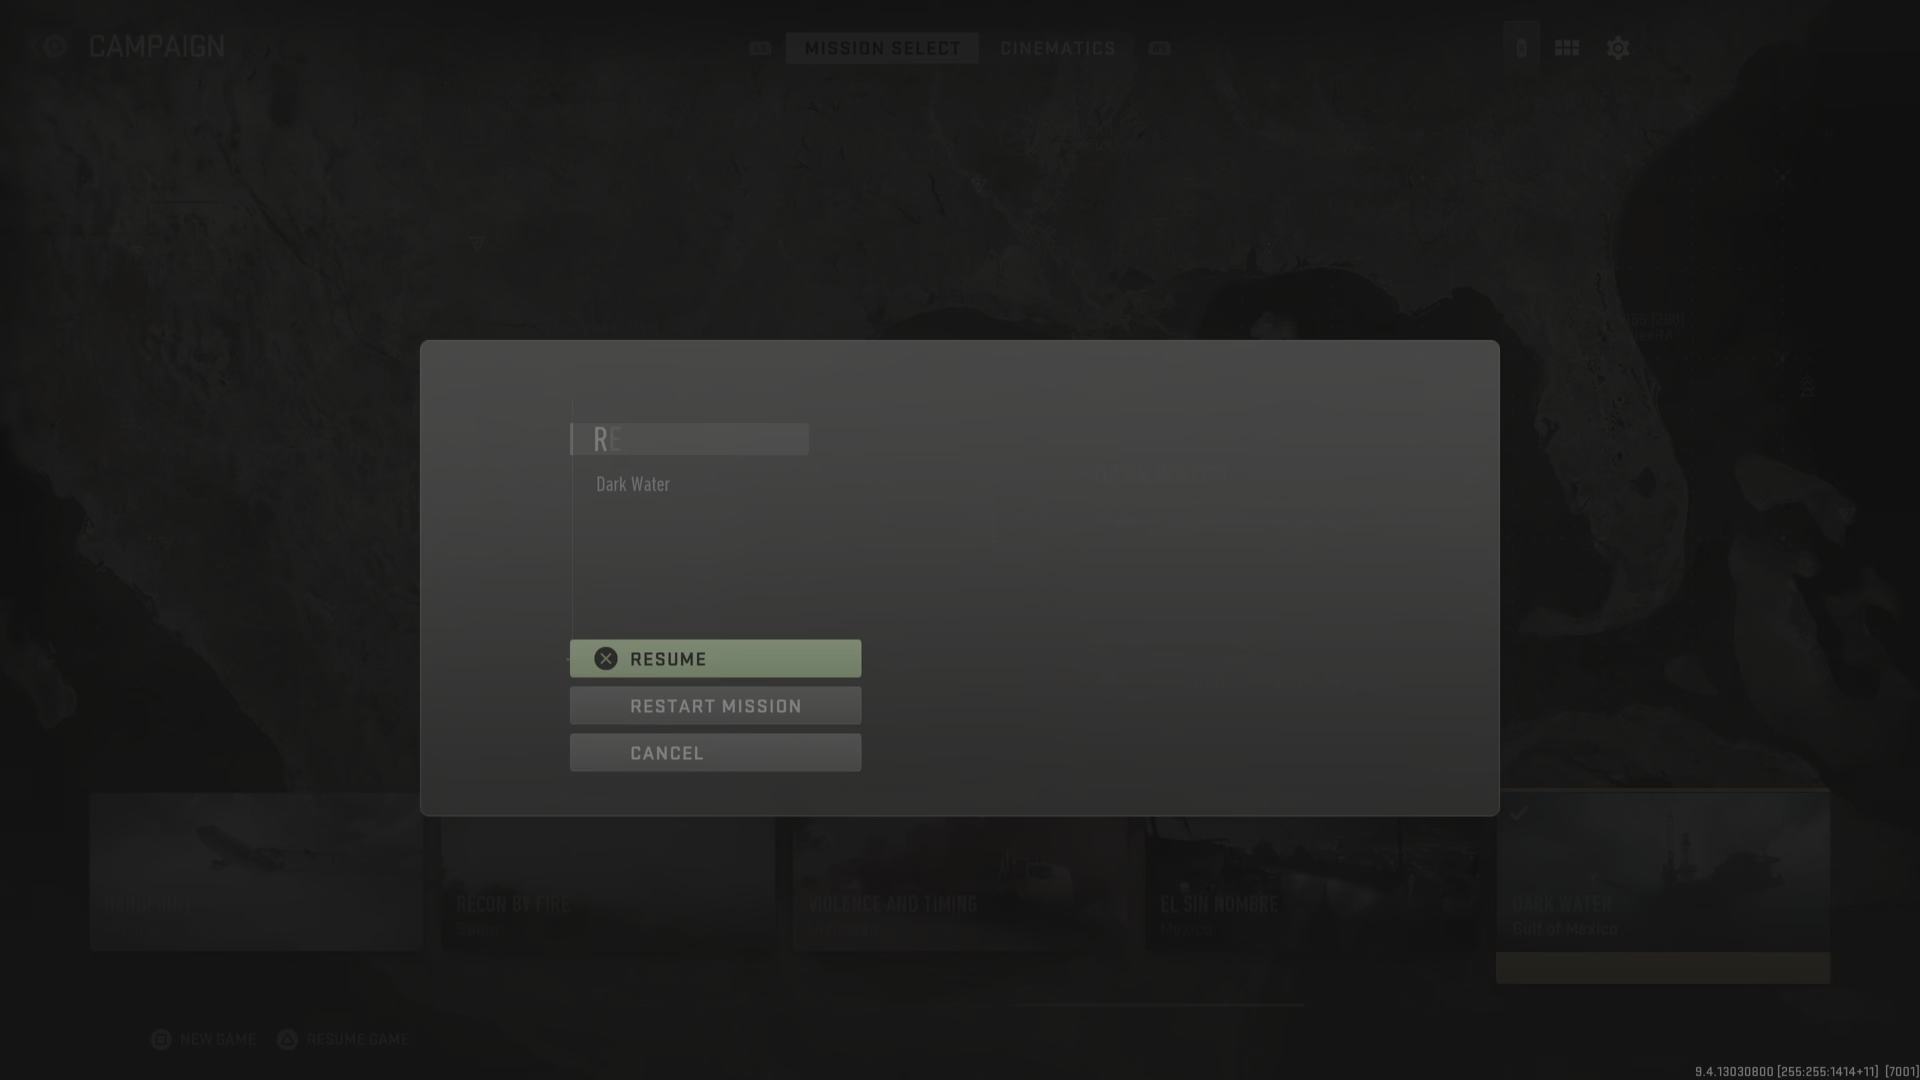 CAMPAIGN
MISSION SELECT
CINEMATICS
RE
Dark Water
RESUME
RESTART MISSION
CANCEL
RECON BY FIRE
VIOLENCE AND TIMING
EL SIN NOMBRE
Mexico
DARK WATER
Gulf of Mexico
NEW GAME
RESUME GAME
9.4.13030800 [255:255:1414+11] [7001]